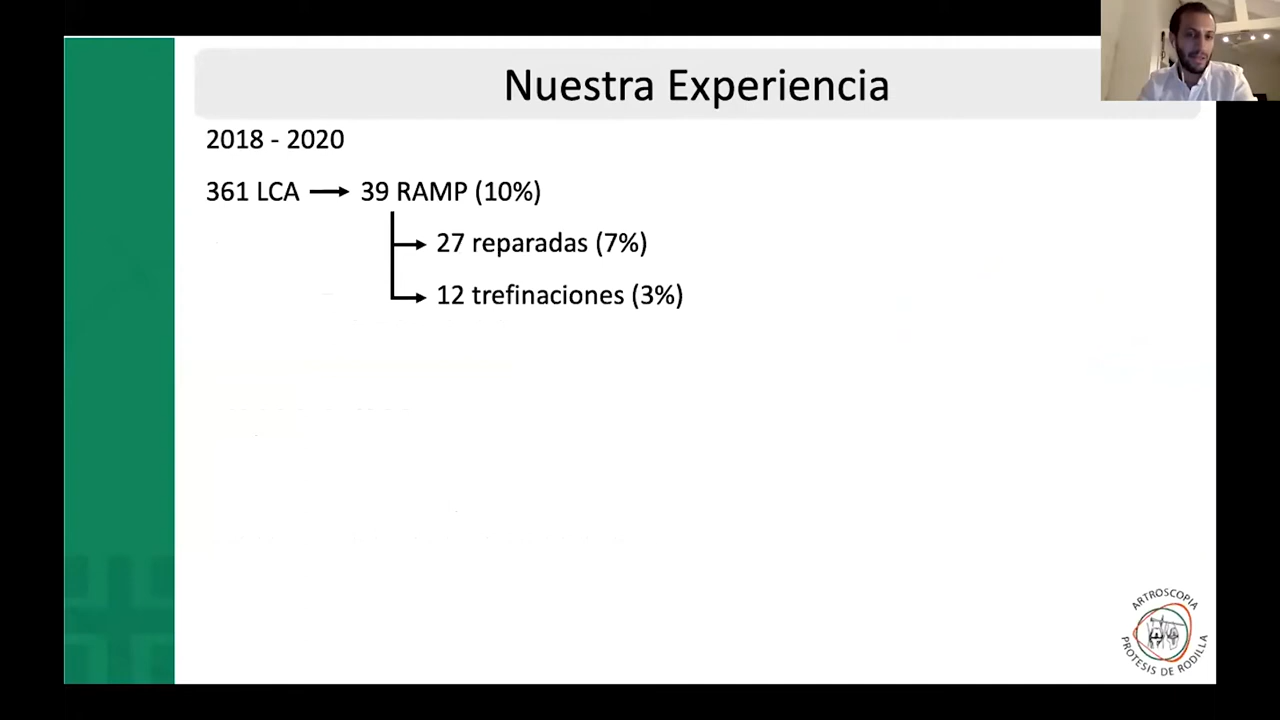 Nuestra Experiencia
2018 - 2020
361 LCA → 39 RAMP (10%)
27 reparadas (7%)
12 trefinaciones (3%)
ARTROSCOPIA
PROTESIS DE RODILLA